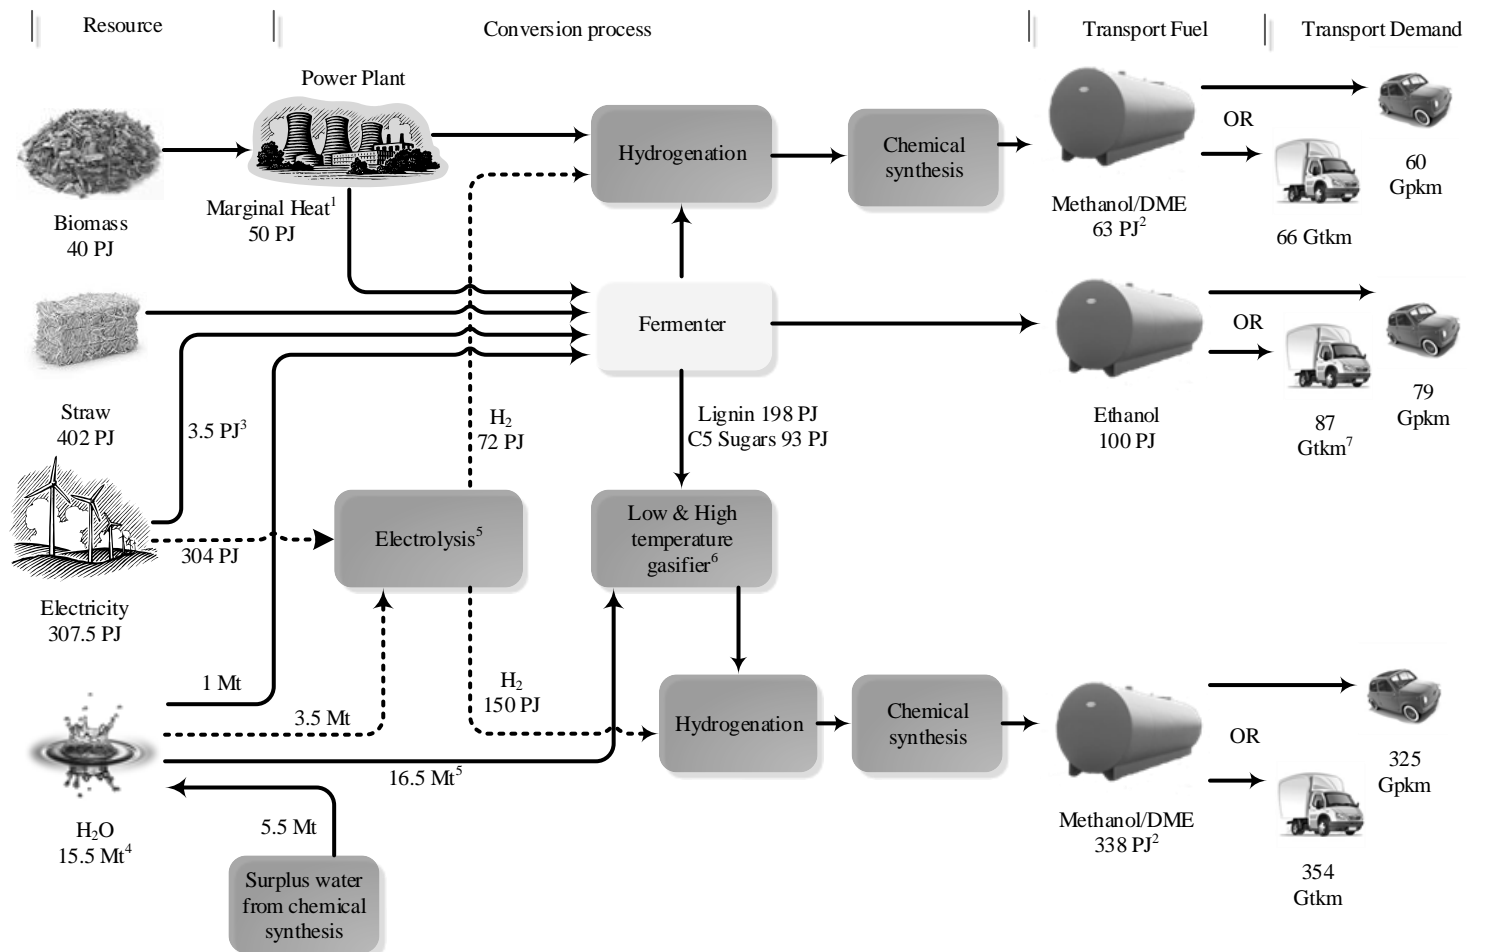 Resource
Conversion process
Transport Fuel
Transport Demand
Power Plant
Biomass
40 PJ
Marginal Heat¹
50 PJ
Hydrogenation
Chemical
synthesis
Methanol/DME
63 PJ²
OR
60
Gpkm
66 Gtkm
Straw
402 PJ
3.5 PJ³
Fermenter
H₂
72 PJ
Lignin 198 PJ
C5 Sugars 93 PJ
Ethanol
100 PJ
OR
79
Gpkm
87
Gtkm⁷
Electricity
307.5 PJ
304 PJ
Electrolysis⁵
Low & High
temperature
gasifier⁶
1 Mt
3.5 Mt
H₂
150 PJ
16.5 Mt⁵
Hydrogenation
Chemical
synthesis
Methanol/DME
338 PJ²
OR
325
Gpkm
354
Gtkm
H₂O
15.5 Mt⁴
5.5 Mt
Surplus water
from chemical
synthesis